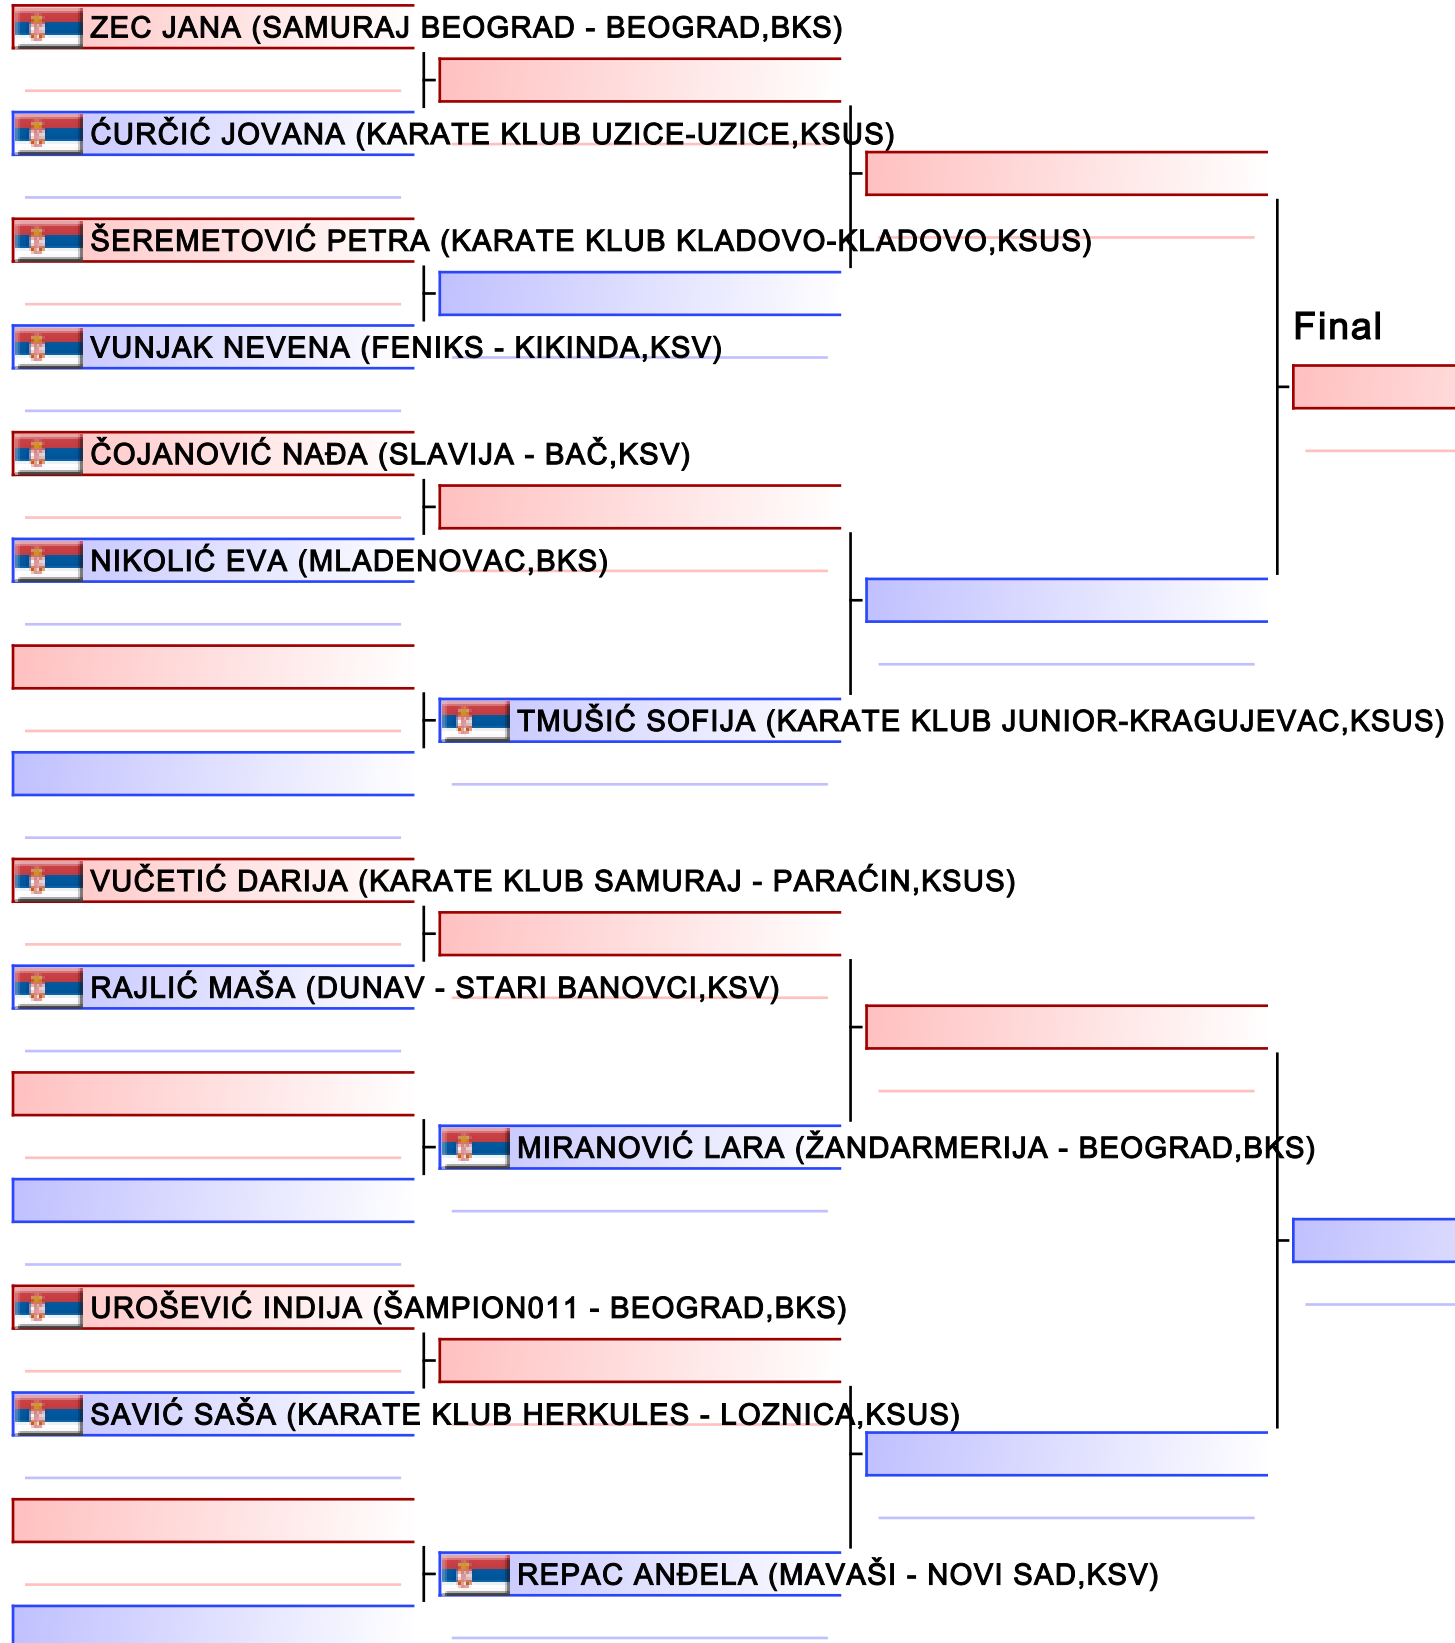 ZEC JANA (SAMURAJ BEOGRAD - BEOGRAD,BKS)
ĆURČIĆ JOVANA (KARATE KLUB UZICE-UZICE,KSUS)
ŠEREMETOVIĆ PETRA (KARATE KLUB KLADOVO-KLADOVO,KSUS)
Final
VUNJAK NEVENA (FENIKS - KIKINDA,KSV)
ČOJANOVIĆ NAĐA (SLAVIJA - BAČ,KSV)
NIKOLIĆ EVA (MLADENOVAC,BKS)
TMUŠIĆ SOFIJA (KARATE KLUB JUNIOR-KRAGUJEVAC,KSUS)
VUČETIĆ DARIJA (KARATE KLUB SAMURAJ - PARAĆIN,KSUS)
RAJLIĆ MAŠA (DUNAV - STARI BANOVCI,KSV)
MIRANOVIĆ LARA (ŽANDARMERIJA - BEOGRAD,BKS)
UROŠEVIĆ INDIJA (ŠAMPION011 - BEOGRAD,BKS)
SAVIĆ SAŠA (KARATE KLUB HERKULES - LOZNICA,KSUS)
REPAC ANĐELA (MAVAŠI - NOVI SAD,KSV)